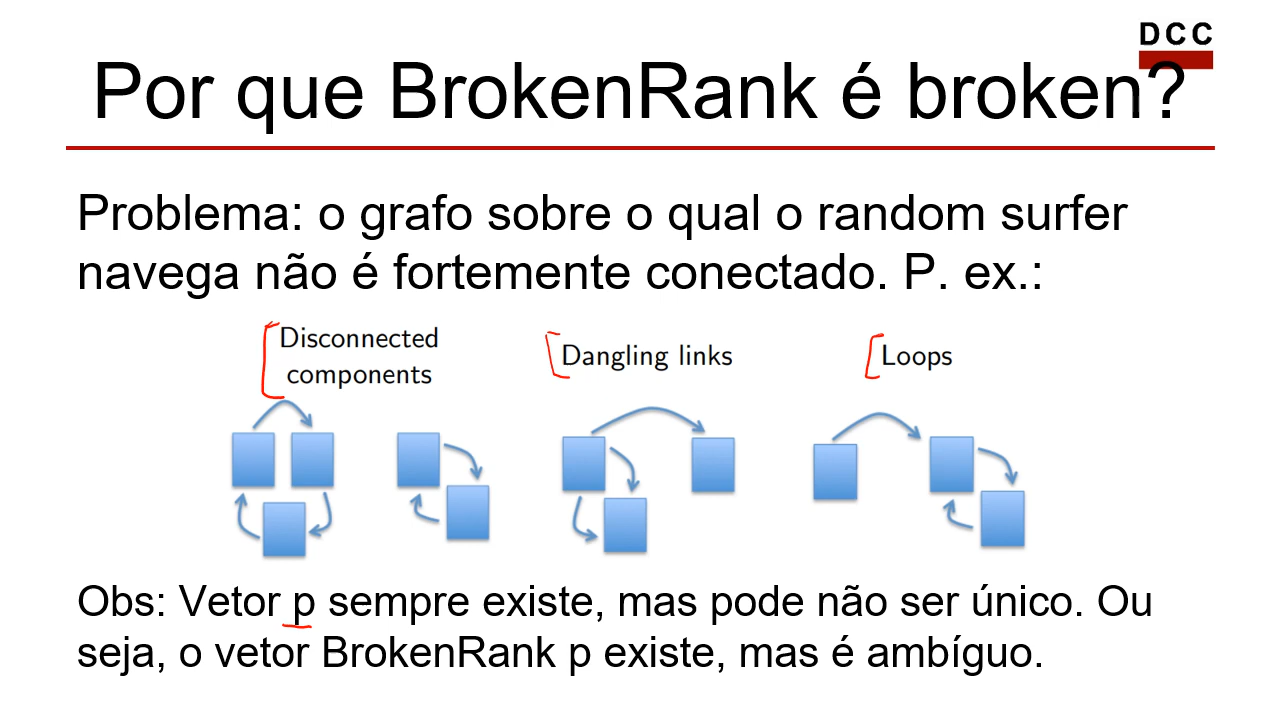 DCC
Por que BrokenRank é broken?
Problema: o grafo sobre o qual o random surfer
navega não é fortemente conectado. P. ex.:
Disconnected
components
Dangling links
Loops
Obs: Vetor p sempre existe, mas pode não ser único. Ou
seja, o vetor BrokenRank p existe, mas é ambíguo.